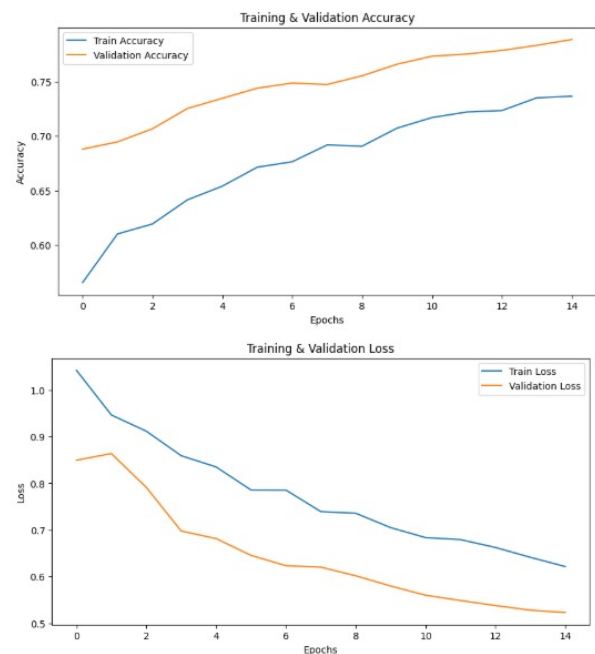 Training & Validation Accuracy
Train Accuracy
Validation Accuracy
0.75
0.70
0.65
0.60
Accuracy
0 2 4 6 8 10 12 14
Epochs
Training & Validation Loss
Train Loss
Validation Loss
1.0
0.9
0.8
0.7
0.6
0.5
Loss
0 2 4 6 8 10 12 14
Epochs